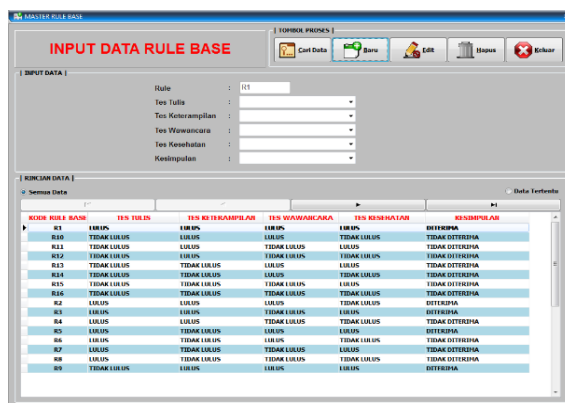 MASTER RULE BASE
INPUT DATA RULE BASE
| TOMBOL PROSES |
Cari Data Baru Edit Hapus Keluar
| INPUT DATA |
Rule : R1
Tes Tulis :
Tes Keterampilan :
Tes Wawancara :
Tes Kesehatan :
Kesimpulan :
| RINCIAN DATA |
Semua Data Data Tertentu
KODE RULE BASE TES TULIS TES KETERAMPILAN TES WAWANCARA TES KESEHATAN KESIMPULAN
R1 LULUS LULUS LULUS LULUS DITERIMA
R10 TIDAK LULUS LULUS LULUS TIDAK LULUS TIDAK DITERIMA
R11 TIDAK LULUS LULUS TIDAK LULUS LULUS TIDAK DITERIMA
R12 TIDAK LULUS LULUS TIDAK LULUS TIDAK LULUS TIDAK DITERIMA
R13 TIDAK LULUS TIDAK LULUS LULUS LULUS TIDAK DITERIMA
R14 TIDAK LULUS TIDAK LULUS LULUS TIDAK LULUS TIDAK DITERIMA
R15 TIDAK LULUS TIDAK LULUS TIDAK LULUS LULUS TIDAK DITERIMA
R16 TIDAK LULUS TIDAK LULUS TIDAK LULUS TIDAK LULUS TIDAK DITERIMA
R2 LULUS LULUS LULUS TIDAK LULUS DITERIMA
R3 LULUS LULUS TIDAK LULUS LULUS DITERIMA
R4 LULUS LULUS TIDAK LULUS TIDAK LULUS TIDAK DITERIMA
R5 LULUS TIDAK LULUS LULUS LULUS DITERIMA
R6 LULUS TIDAK LULUS LULUS TIDAK LULUS TIDAK DITERIMA
R7 LULUS TIDAK LULUS TIDAK LULUS LULUS TIDAK DITERIMA
R8 LULUS TIDAK LULUS TIDAK LULUS TIDAK LULUS TIDAK DITERIMA
R9 TIDAK LULUS LULUS LULUS LULUS DITERIMA